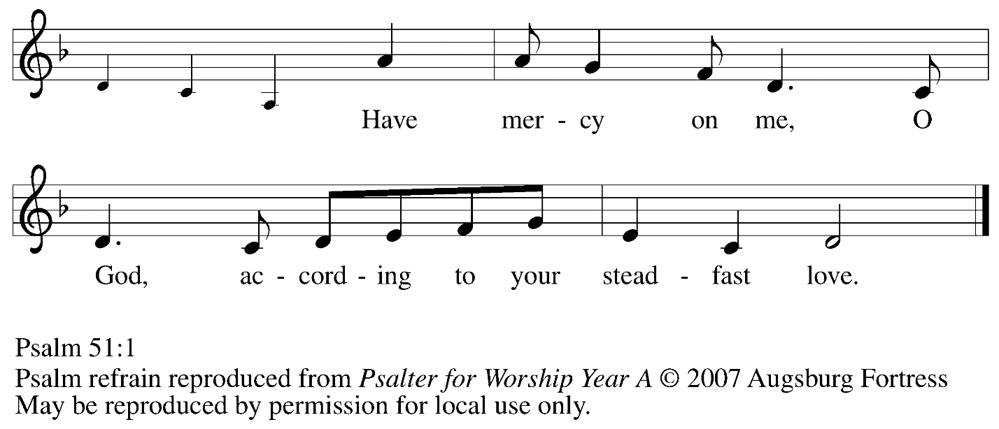 Have mer - cy on me, O
God, ac - cord - ing to your stead - fast love.
Psalm 51:1
Psalm refrain reproduced from Psalter for Worship Year A © 2007 Augsburg Fortress
May be reproduced by permission for local use only.